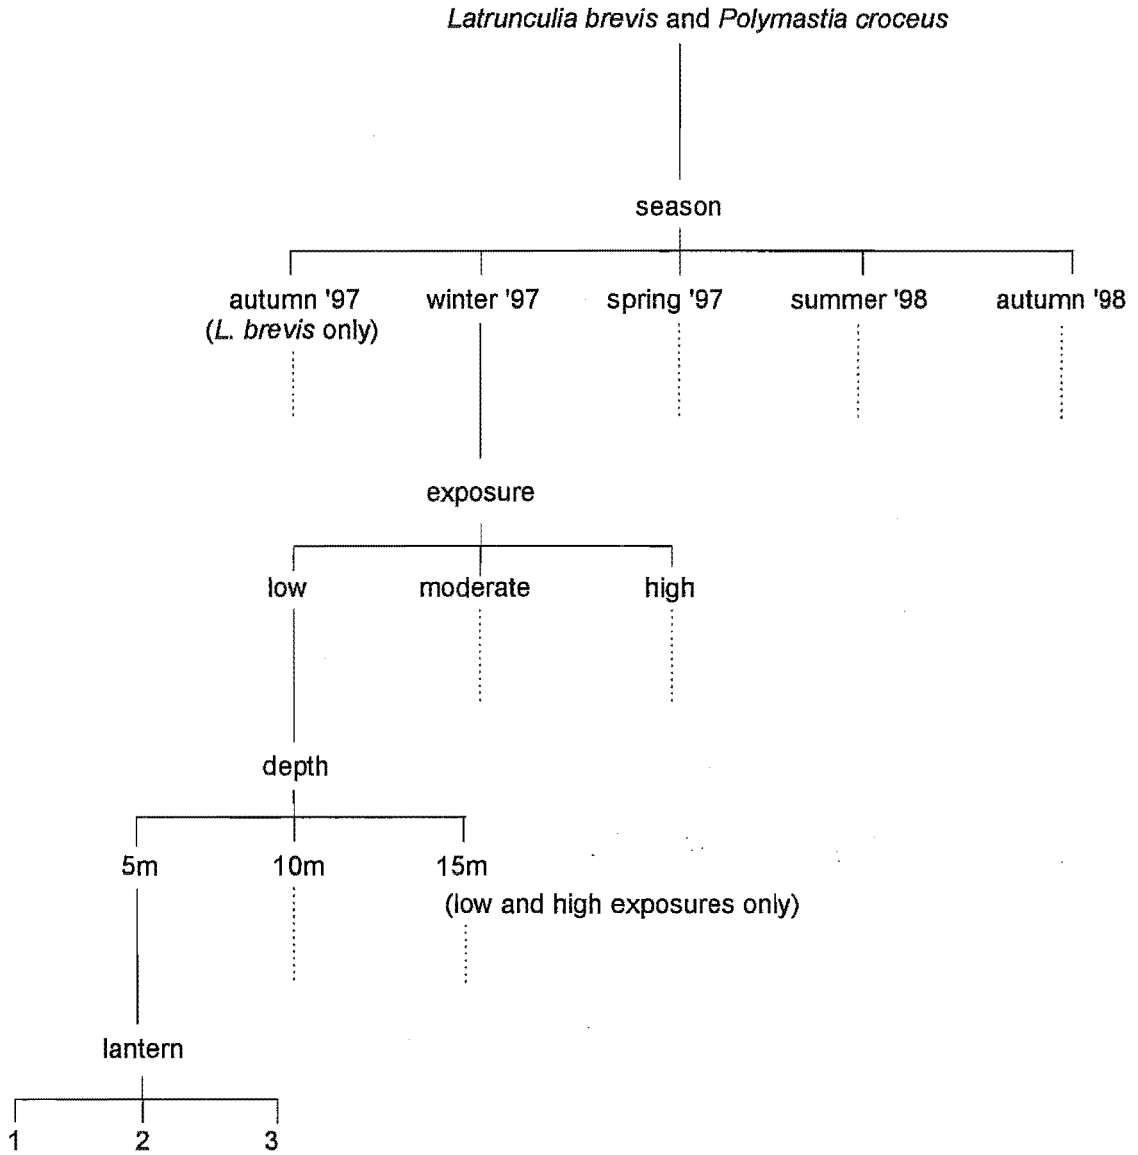 Latrunculia brevis and Polymastia croceus
season
autumn '97 winter '97 spring '97 summer '98 autumn '98
(L. brevis only)
exposure
low moderate high
depth
5m 10m 15m
(low and high exposures only)
lantern
1 2 3